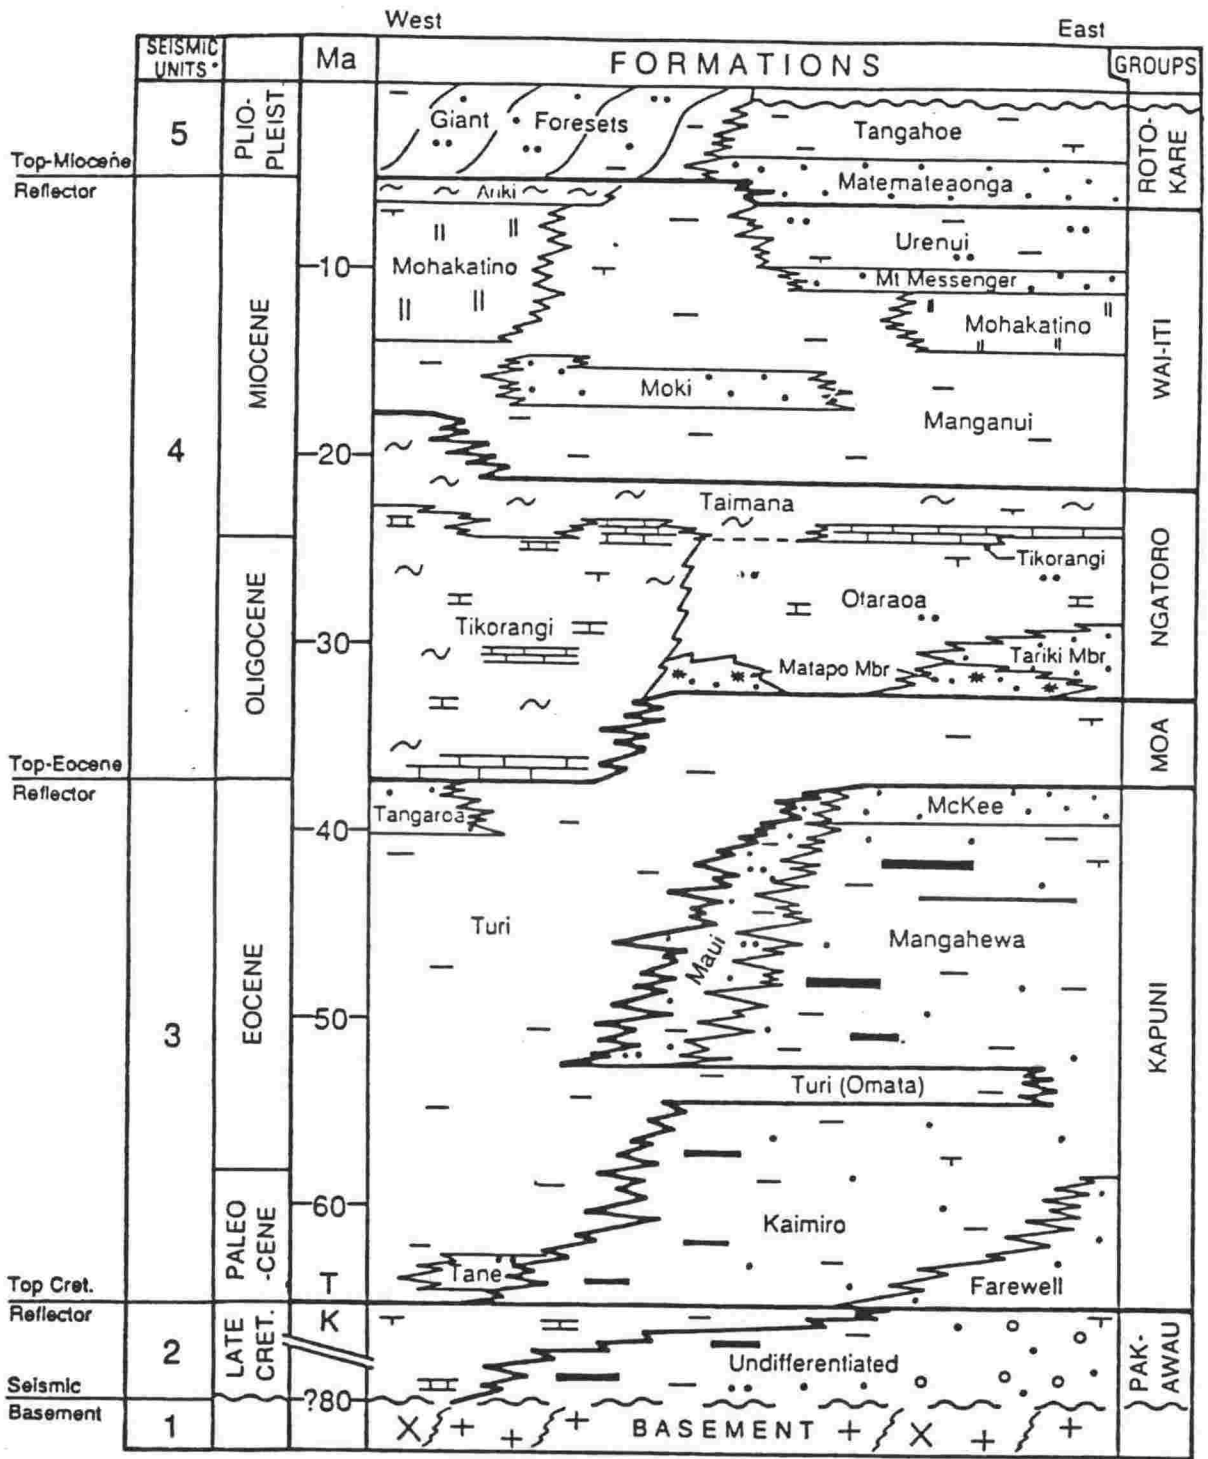 West
East
SEISMIC UNITS*
Ma
FORMATIONS
GROUPS
5
PLIO-
PLEIST.
Giant Foresets
Tangahoe
Matemateaonga
ROTO-
KARE
Top-Miocene
Reflector
Ariki
Mohakatino
10
Urenui
Mt Messenger
Mohakatino
MIOCENE
Moki
Manganui
WAI-ITI
4
20
Taimana
Tikorangi
Otaraoa
OLIGOCENE
Tikorangi
30
Matapo Mbr
Tariki Mbr
NGATORO
MOA
Top-Eocene
Reflector
Tangaroa
McKee
40
Turi
Maui
Mangahewa
3
EOCENE
50
KAPUNI
Turi (Omata)
PALEO
-CENE
60
Kaimiro
Tane
Farewell
Top Cret.
Reflector
T
K
2
LATE
CRET.
Undifferentiated
PAK-
AWAU
Seismic
Basement
?80
1
BASEMENT